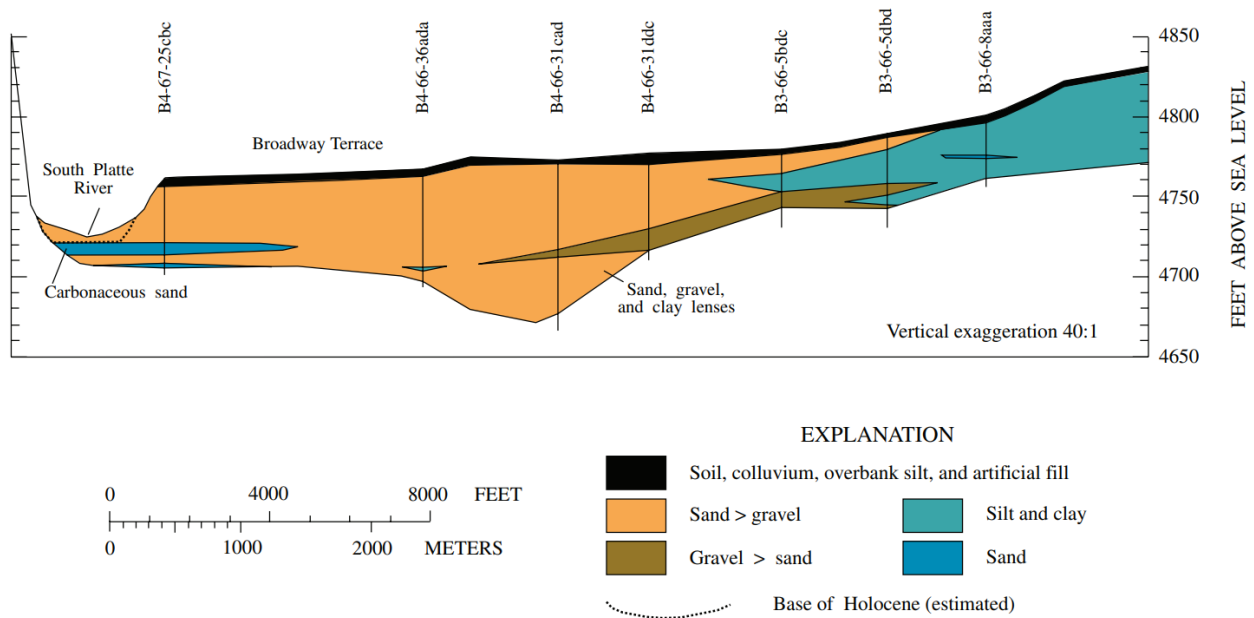 B4-67-25cbc
B4-66-36ada
B4-66-31cad
B4-66-31ddc
B3-66-5bdc
B3-66-5dbd
B3-66-8aaa
4850
4800
4750
4700
4650
FEET ABOVE SEA LEVEL
Broadway Terrace
South Platte
River
Carbonaceous sand
Sand, gravel,
and clay lenses
Vertical exaggeration 40:1
0 4000 8000 FEET
0 1000 2000 METERS
EXPLANATION
Soil, colluvium, overbank silt, and artificial fill
Sand > gravel
Silt and clay
Gravel > sand
Sand
Base of Holocene (estimated)